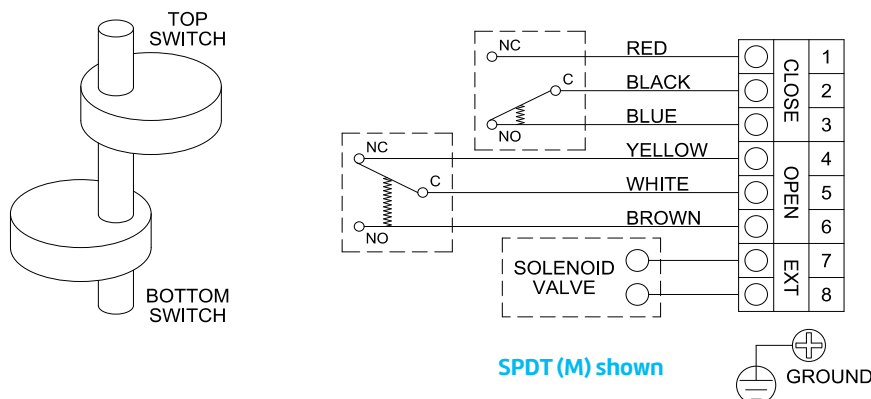 TOP
SWITCH
BOTTOM
SWITCH
NC
C
NO
RED
BLACK
BLUE
CLOSE
1
2
3
NC
C
NO
YELLOW
WHITE
BROWN
OPEN
4
5
6
SOLENOID
VALVE
EXT
7
8
SPDT (M) shown
GROUND